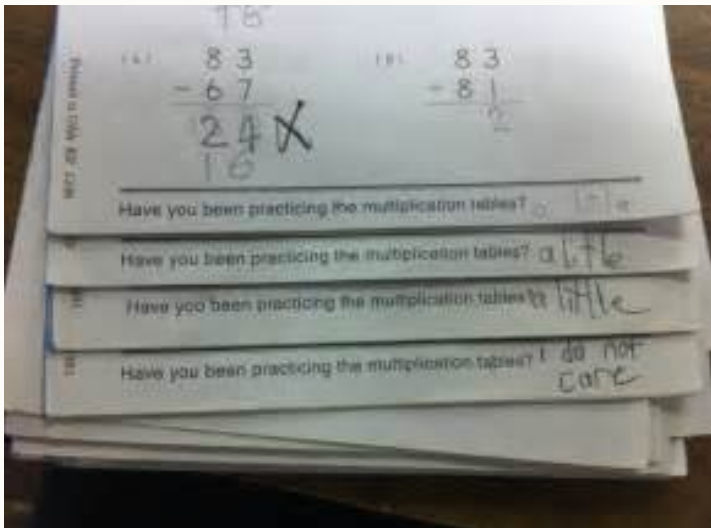 83
83
- 67
- 81
24 X
2
16
Have you been practicing the multiplication tables? a little
Have you been practicing the multiplication tables? a little
Have you been practicing the multiplication tables? a little
Have you been practicing the multiplication tables? I do not
care